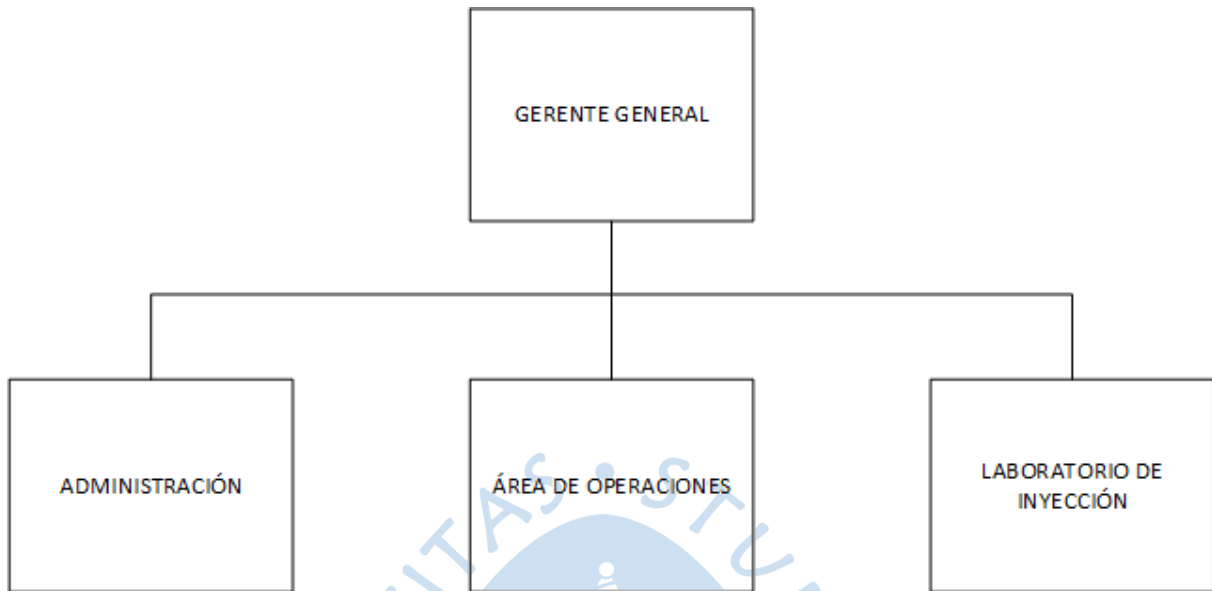 GERENTE GENERAL
ADMINISTRACIÓN
ÁREA DE OPERACIONES
LABORATORIO DE
INYECCIÓN